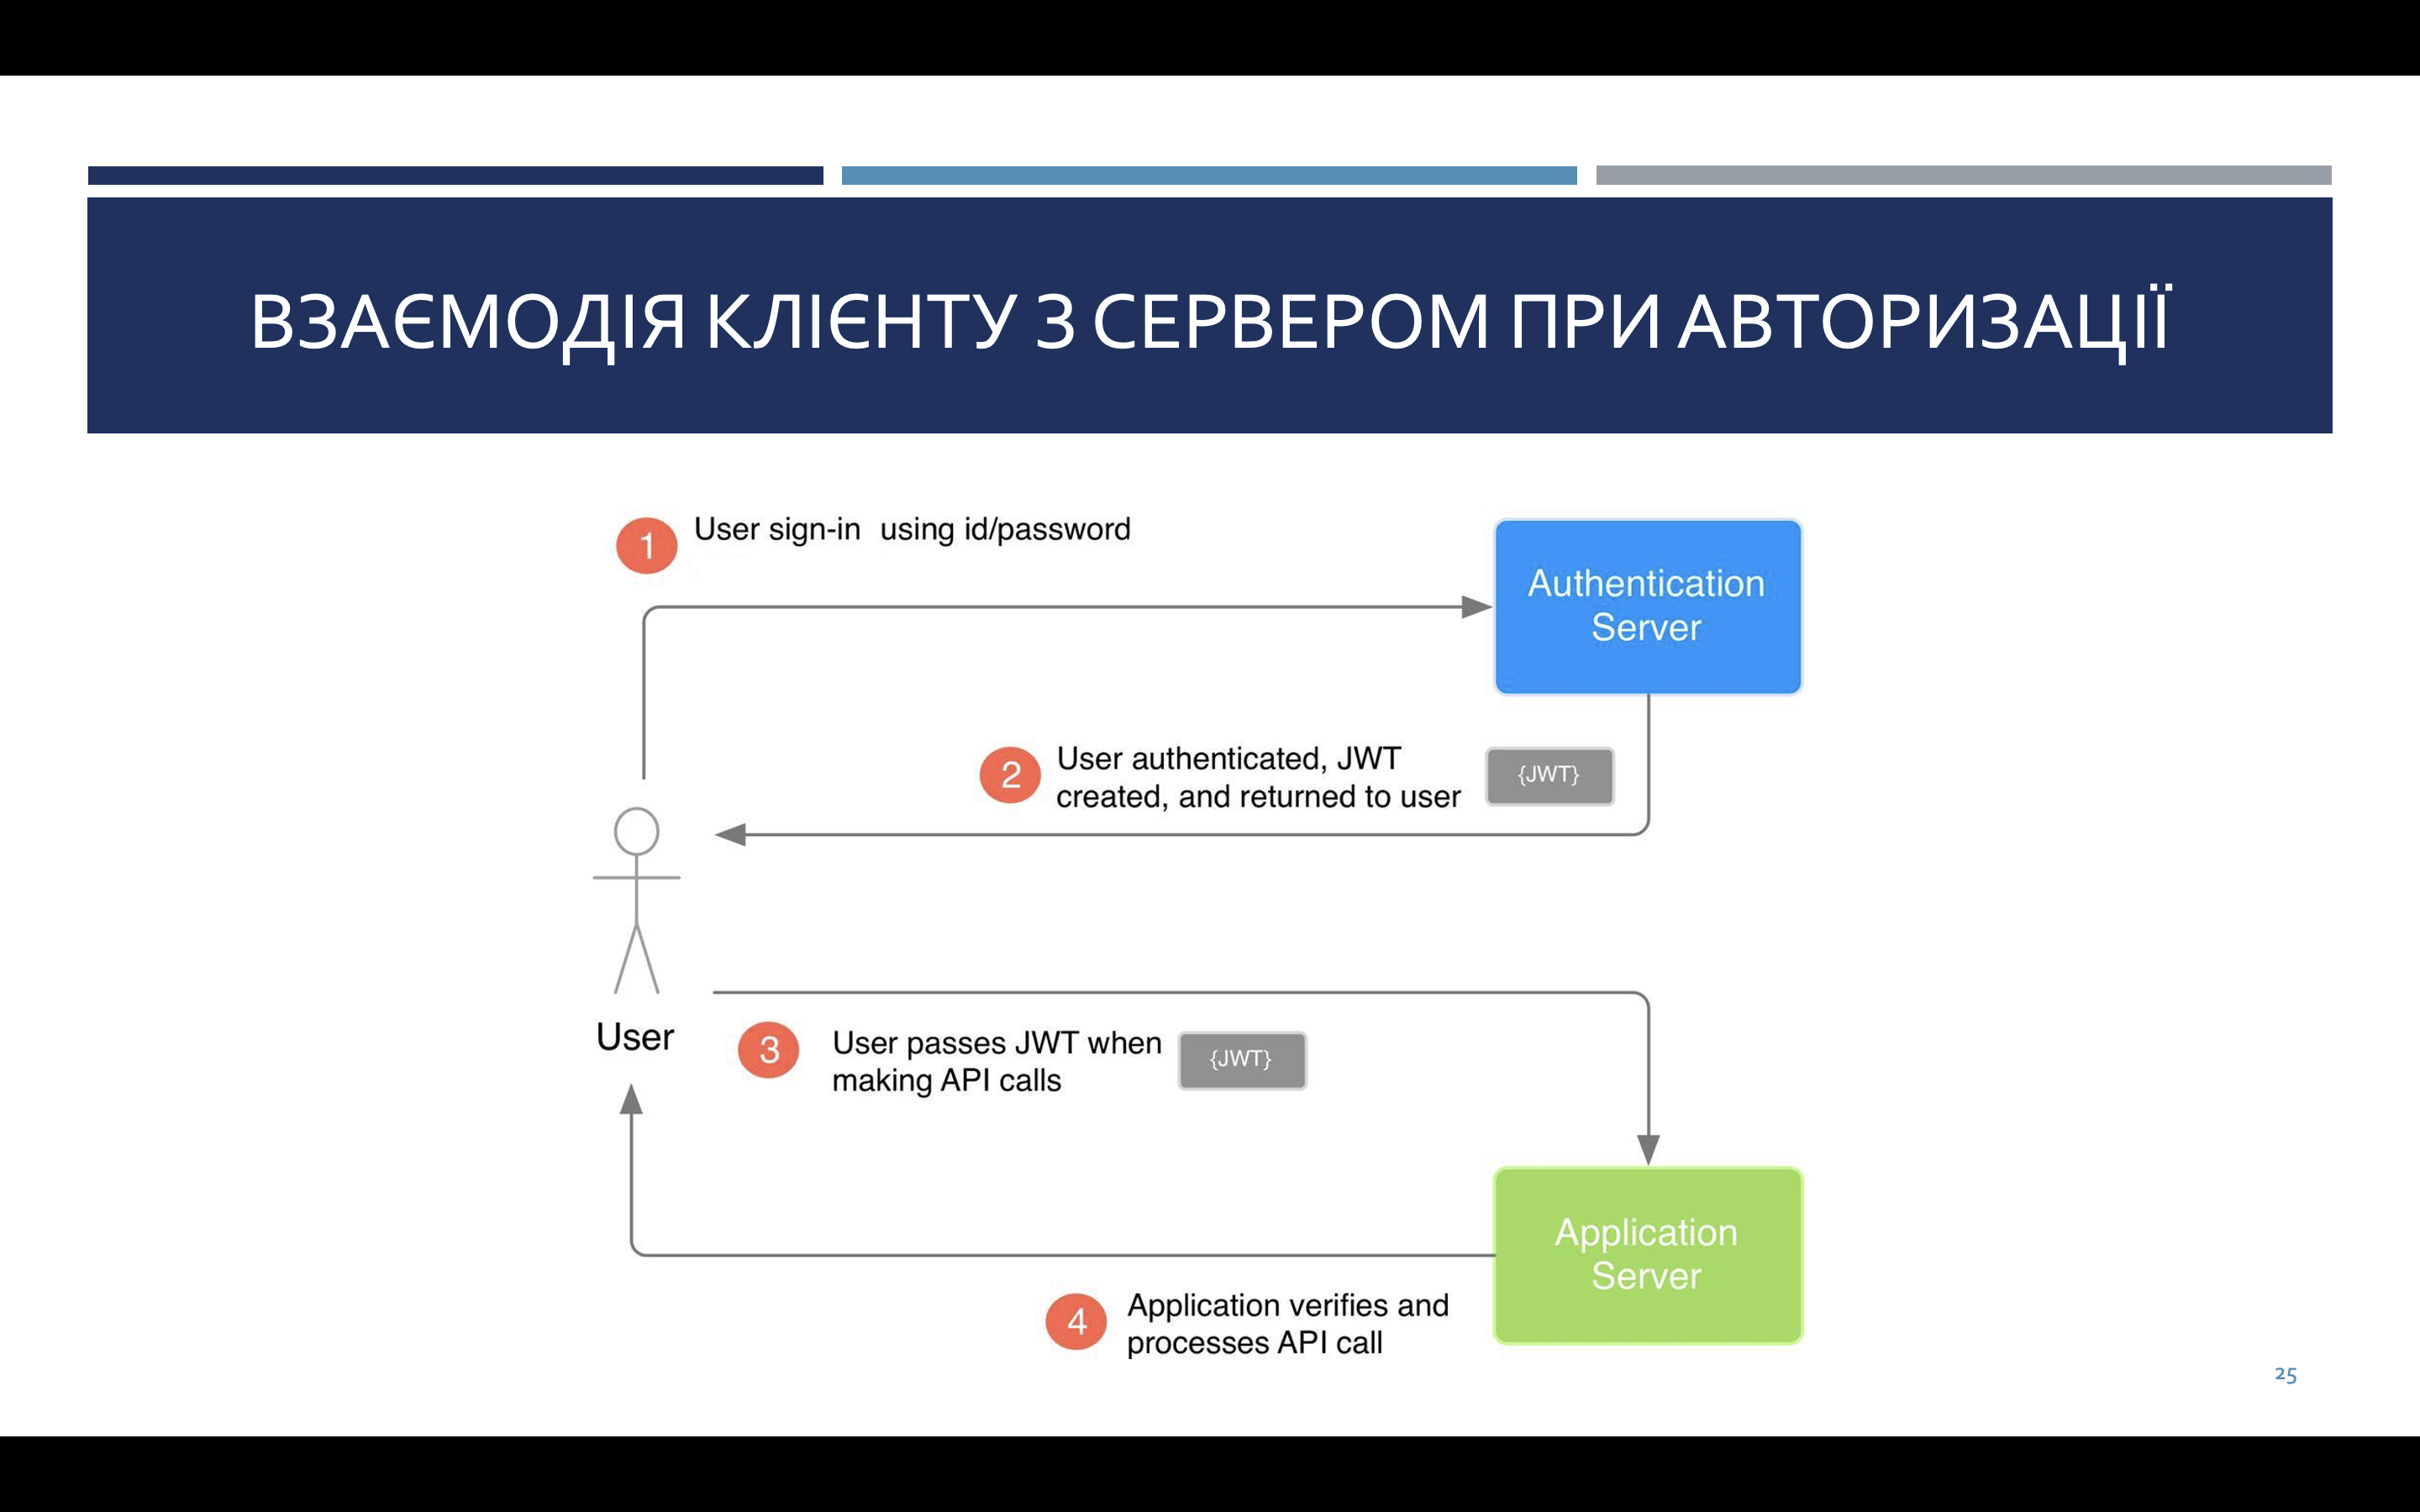 ВЗАЄМОДІЯ КЛІЄНТУ З СЕРВЕРОМ ПРИ АВТОРИЗАЦІЇ
1
User sign-in using id/password
Authentication
Server
2
User authenticated, JWT
created, and returned to user
{JWT}
User
3
User passes JWT when
making API calls
{JWT}
Application
Server
4
Application verifies and
processes API call
25